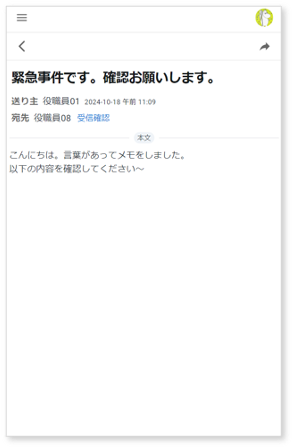 緊急事件です。確認お願いします。
送り主 役職員01 2024-10-18 午前 11:09
宛先 役職員08 受信確認
本文
こんにちは。言葉があってメモをしました。
以下の内容を確認してください～